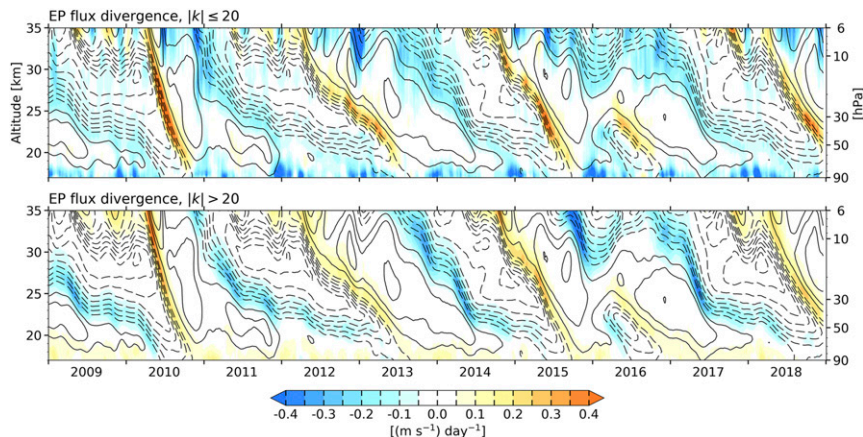 EP flux divergence, |k| ≤ 20
35 30 25 20
Altitude [km]
6 10 30 50 90
[hPa]
EP flux divergence, |k| > 20
35 30 25 20
Altitude [km]
6 10 30 50 90
[hPa]
2009 2010 2011 2012 2013 2014 2015 2016 2017 2018
-0.4 -0.3 -0.2 -0.1 0.0 0.1 0.2 0.3 0.4
[(m s⁻¹) day⁻¹]